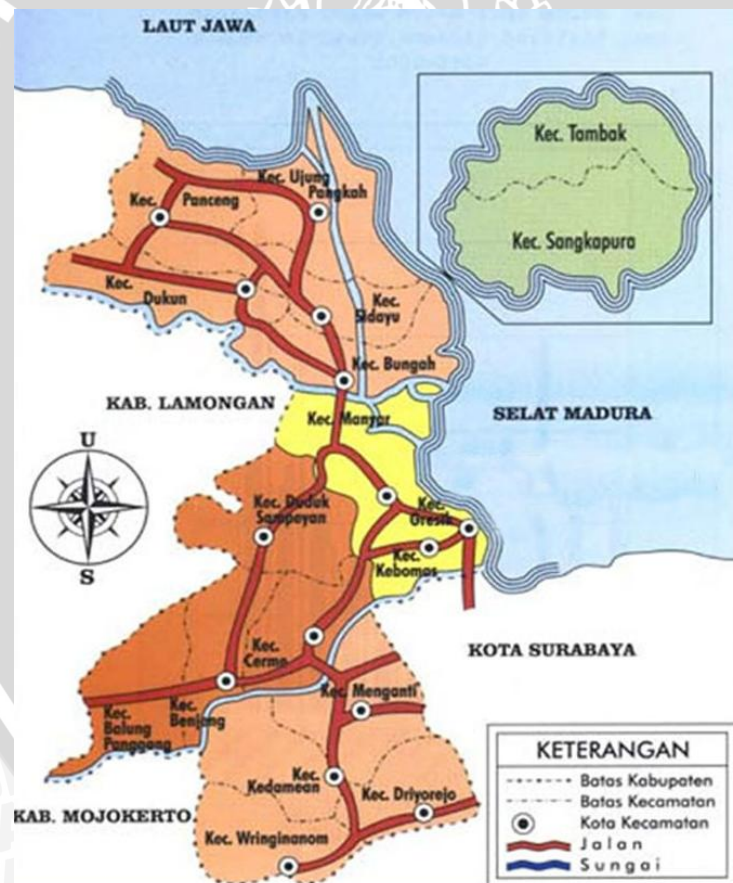 LAUT JAWA
Kec. Tambak
Kec. Ujung
Pangkah
Kec. Panceng
Kec. Sangkapura
Kec.
Dukun
Kec.
Sidayu
Kec. Bungah
KAB. LAMONGAN
Kec. Manyar
SELAT MADURA
U
S
Kec. Duduk
Sampeyan
Kec.
Gresik
Kec.
Kebomas
KOTA SURABAYA
Kec.
Cerme
Kec. Menganti
Kec.
Balung
Panggang
Kec.
Benjeng
Kec.
Kedamean
Kec. Driyorejo
KAB. MOJOKERTO
Kec. Wringinanom
KETERANGAN
Batas Kabupaten
Batas Kecamatan
Kota Kecamatan
Jalan
Sungai